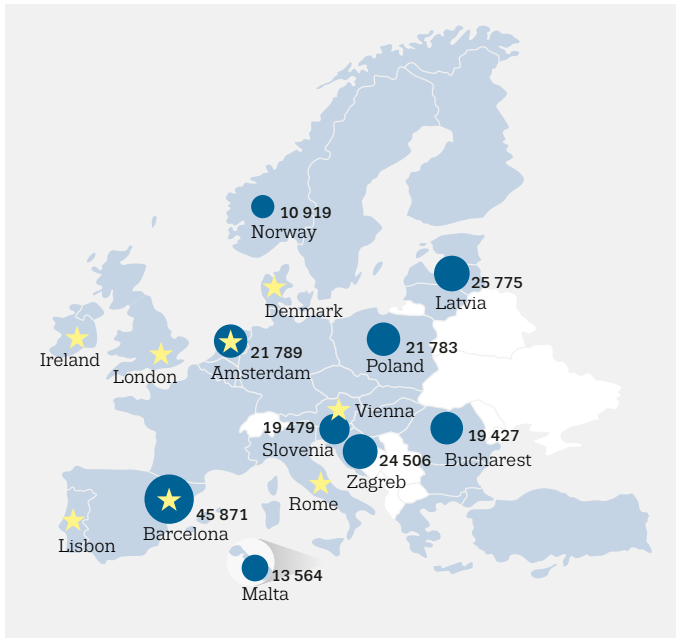 10 919
Norway
25 775
Latvia
Denmark
Ireland
London
21 789
Amsterdam
21 783
Poland
Vienna
19 479
Slovenia
24 506
Zagreb
19 427
Bucharest
Rome
45 871
Barcelona
Lisbon
13 564
Malta